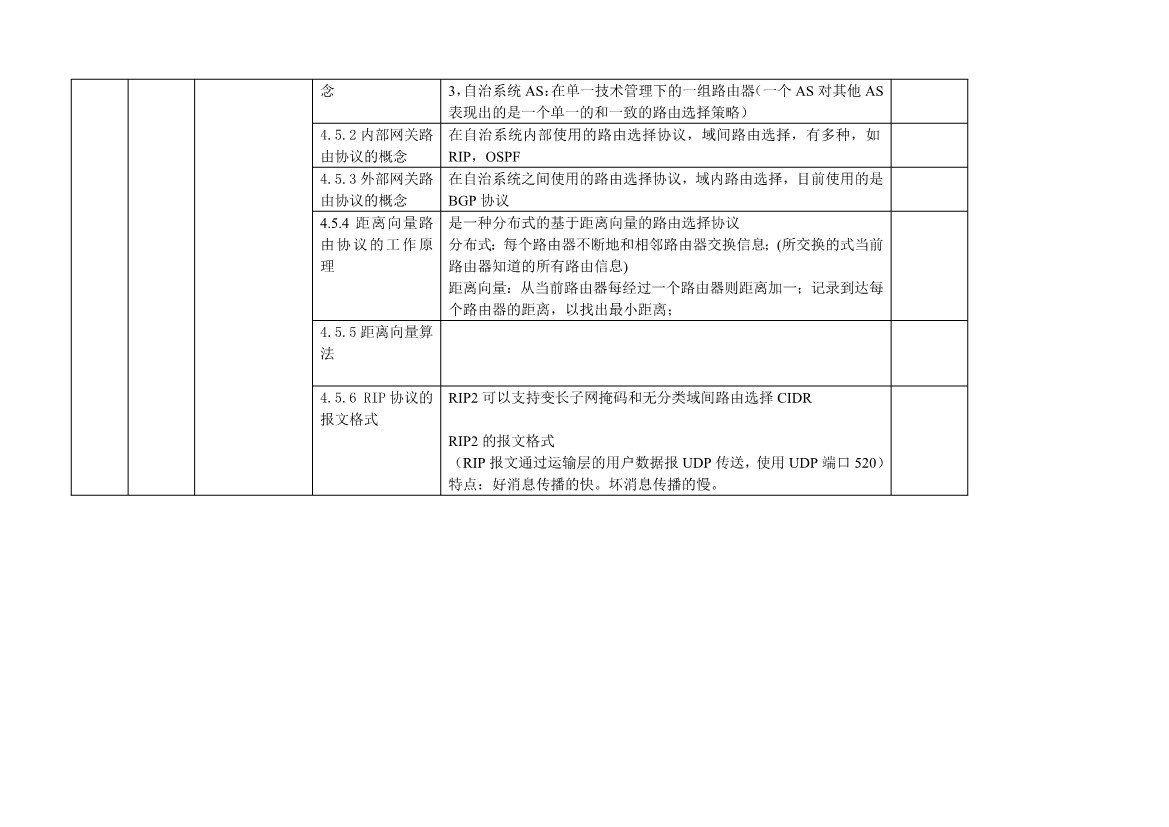 念
3，自治系统 AS：在单一技术管理下的一组路由器（一个 AS 对其他 AS
表现出的是一个单一的和一致的路由选择策略）
4.5.2内部网关路
由协议的概念
在自治系统内部使用的路由选择协议，域间路由选择，有多种，如
RIP，OSPF
4.5.3外部网关路
由协议的概念
在自治系统之间使用的路由选择协议，域内路由选择，目前使用的是
BGP 协议
4.5.4 距离向量路
由协议的工作原
理
是一种分布式的基于距离向量的路由选择协议
分布式：每个路由器不断地和相邻路由器交换信息；(所交换的式当前
路由器知道的所有路由信息)
距离向量：从当前路由器每经过一个路由器则距离加一；记录到达每
个路由器的距离，以找出最小距离；
4.5.5距离向量算
法
4.5.6 RIP协议的
报文格式
RIP2 可以支持变长子网掩码和无分类域间路由选择 CIDR
RIP2 的报文格式
（RIP 报文通过运输层的用户数据报 UDP 传送，使用 UDP 端口 520）
特点：好消息传播的快。坏消息传播的慢。